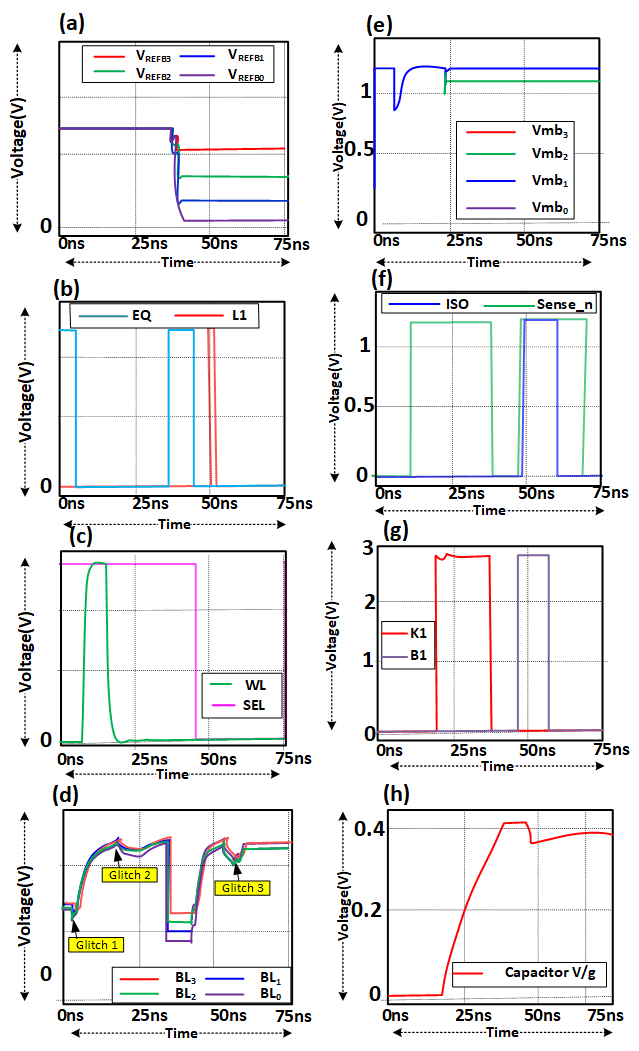 (a)
V_REFB3 V_REFB1
V_REFB2 V_REFB0
Voltage(V)
0
0ns 25ns 50ns 75ns
Time
(b)
EQ L1
Voltage(V)
0
0ns 25ns 50ns 75ns
Time
(c)
Voltage(V)
WL
SEL
0
0ns 25ns 50ns 75ns
Time
(d)
Voltage(V)
Glitch 2
Glitch 3
Glitch 1
0
BL₃ BL₁
BL₂ BL₀
0ns 25ns 50ns 75ns
Time
(e)
Voltage(V)
1
0.5
0
Vmb₃
Vmb₂
Vmb₁
Vmb₀
0ns 25ns 50ns 75ns
Time
(f)
ISO Sense_n
Voltage(V)
1
0.5
0
0ns 25ns 50ns 75ns
Time
(g)
Voltage(V)
3
2
1
0
K1
B1
0ns 25ns 50ns 75ns
Time
(h)
Voltage(V)
0.4
0.2
0
Capacitor V/g
0ns 25ns 50ns 75ns
Time